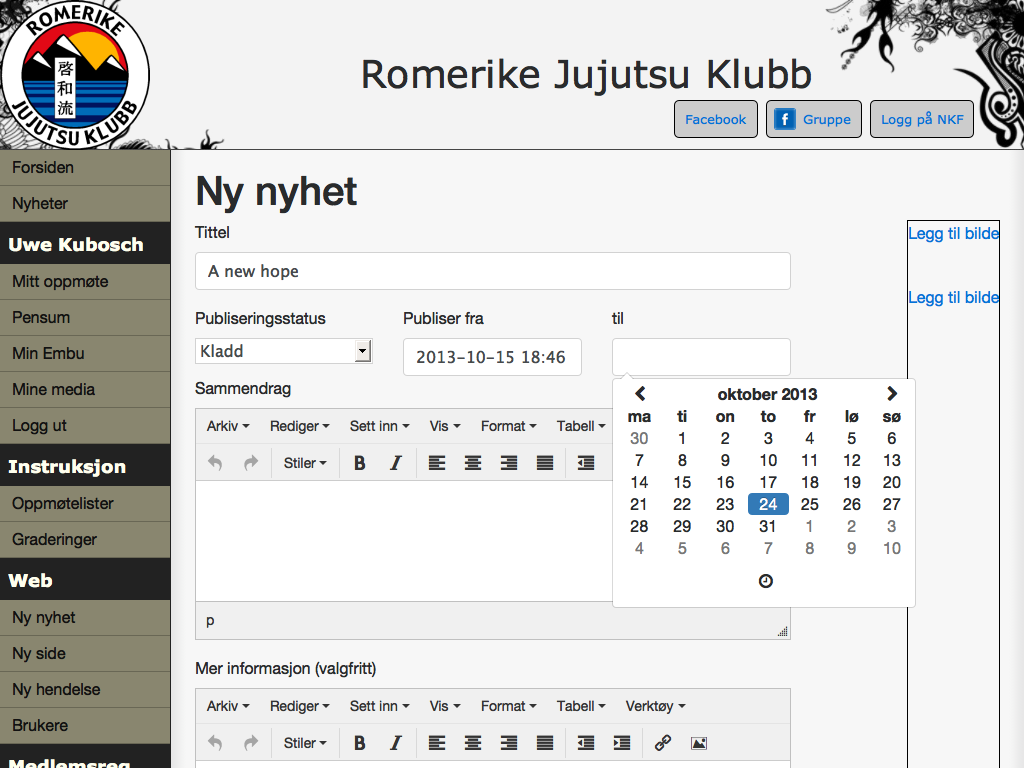 ROMERIKE
啓和流
JUJUTSU KLUBB
Romerike Jujutsu Klubb
Facebook
f Gruppe
Logg på NKF
Forsiden
Nyheter
Uwe Kubosch
Mitt oppmøte
Pensum
Min Embu
Mine media
Logg ut
Instruksjon
Oppmøtelister
Graderinger
Web
Ny nyhet
Ny side
Ny hendelse
Brukere
Medlemsreg
Ny nyhet
Tittel
A new hope
Publiseringsstatus Publiser fra til
Kladd 2013-10-15 18:46
Sammendrag
Arkiv Rediger Sett inn Vis Format Tabell
Stiler B I
p
oktober 2013
ma ti on to fr lø sø
30 1 2 3 4 5 6
7 8 9 10 11 12 13
14 15 16 17 18 19 20
21 22 23 24 25 26 27
28 29 30 31 1 2 3
4 5 6 7 8 9 10
Mer informasjon (valgfritt)
Arkiv Rediger Sett inn Vis Format Tabell Verktøy
Stiler B I
Legg til bilde
Legg til bilde